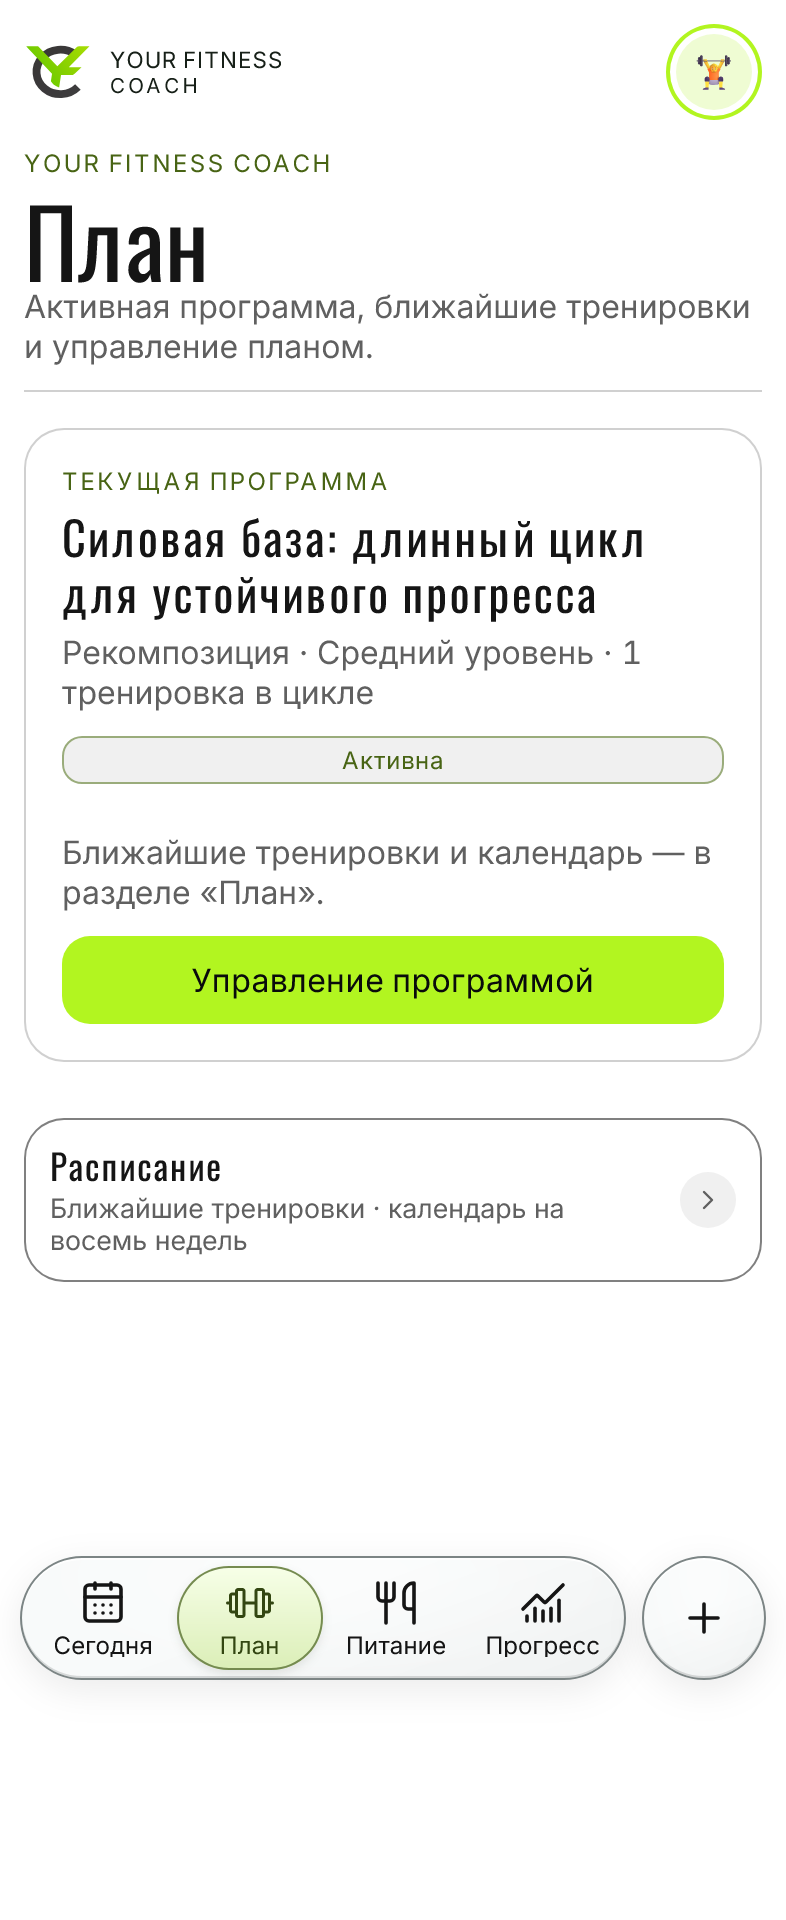 YOUR FITNESS
COACH
YOUR FITNESS COACH
План
Активная программа, ближайшие тренировки
и управление планом.
ТЕКУЩАЯ ПРОГРАММА
Силовая база: длинный цикл
для устойчивого прогресса
Рекомпозиция · Средний уровень · 1
тренировка в цикле
Активна
Ближайшие тренировки и календарь — в
разделе «План».
Управление программой
Расписание
Ближайшие тренировки · календарь на
восемь недель
Сегодня
План
Питание
Прогресс